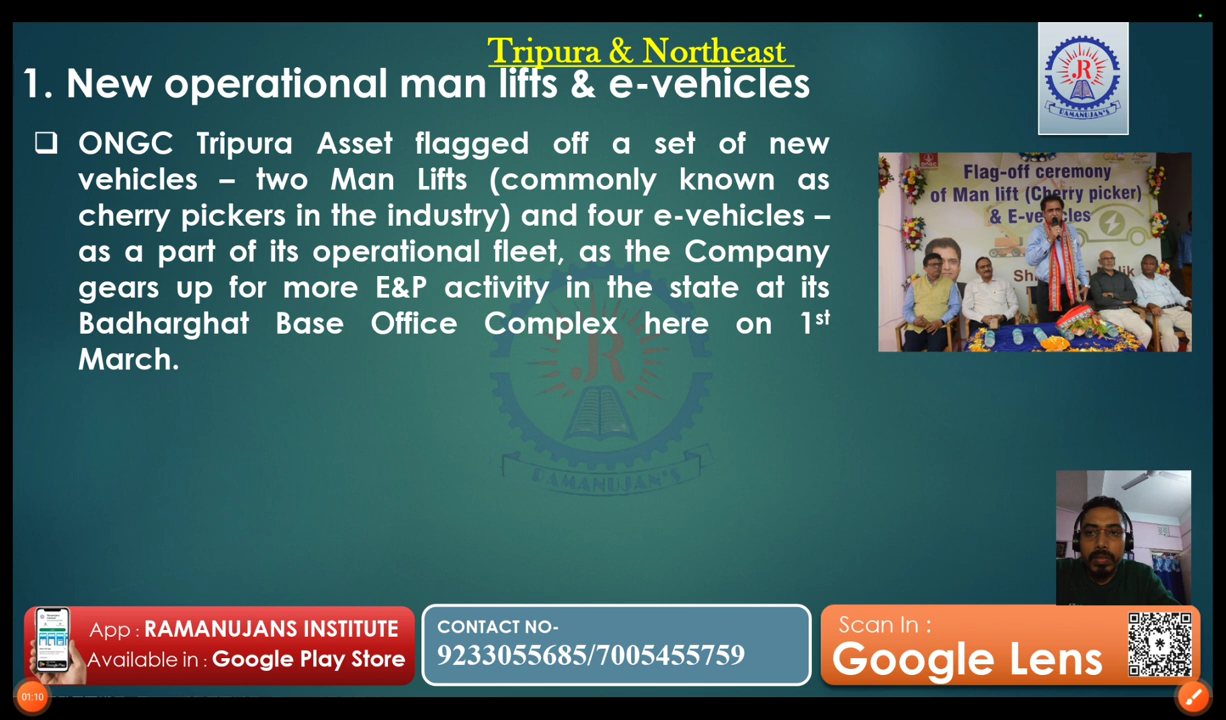 Tripura & Northeast
1. New operational man lifts & e-vehicles
JR
RAMANUJAN'S
❑ ONGC Tripura Asset flagged off a set of new
vehicles – two Man Lifts (commonly known as
cherry pickers in the industry) and four e-vehicles –
as a part of its operational fleet, as the Company
gears up for more E&P activity in the state at its
Badharghat Base Office Complex here on 1st
March.
Flag-off ceremony
of Man lift (Cherry picker)
& E-vehicles
JR
RAMANUJAN'S
App : RAMANUJANS INSTITUTE
Available in : Google Play Store
CONTACT NO-
9233055685/7005455759
Scan In :
Google Lens
01:10